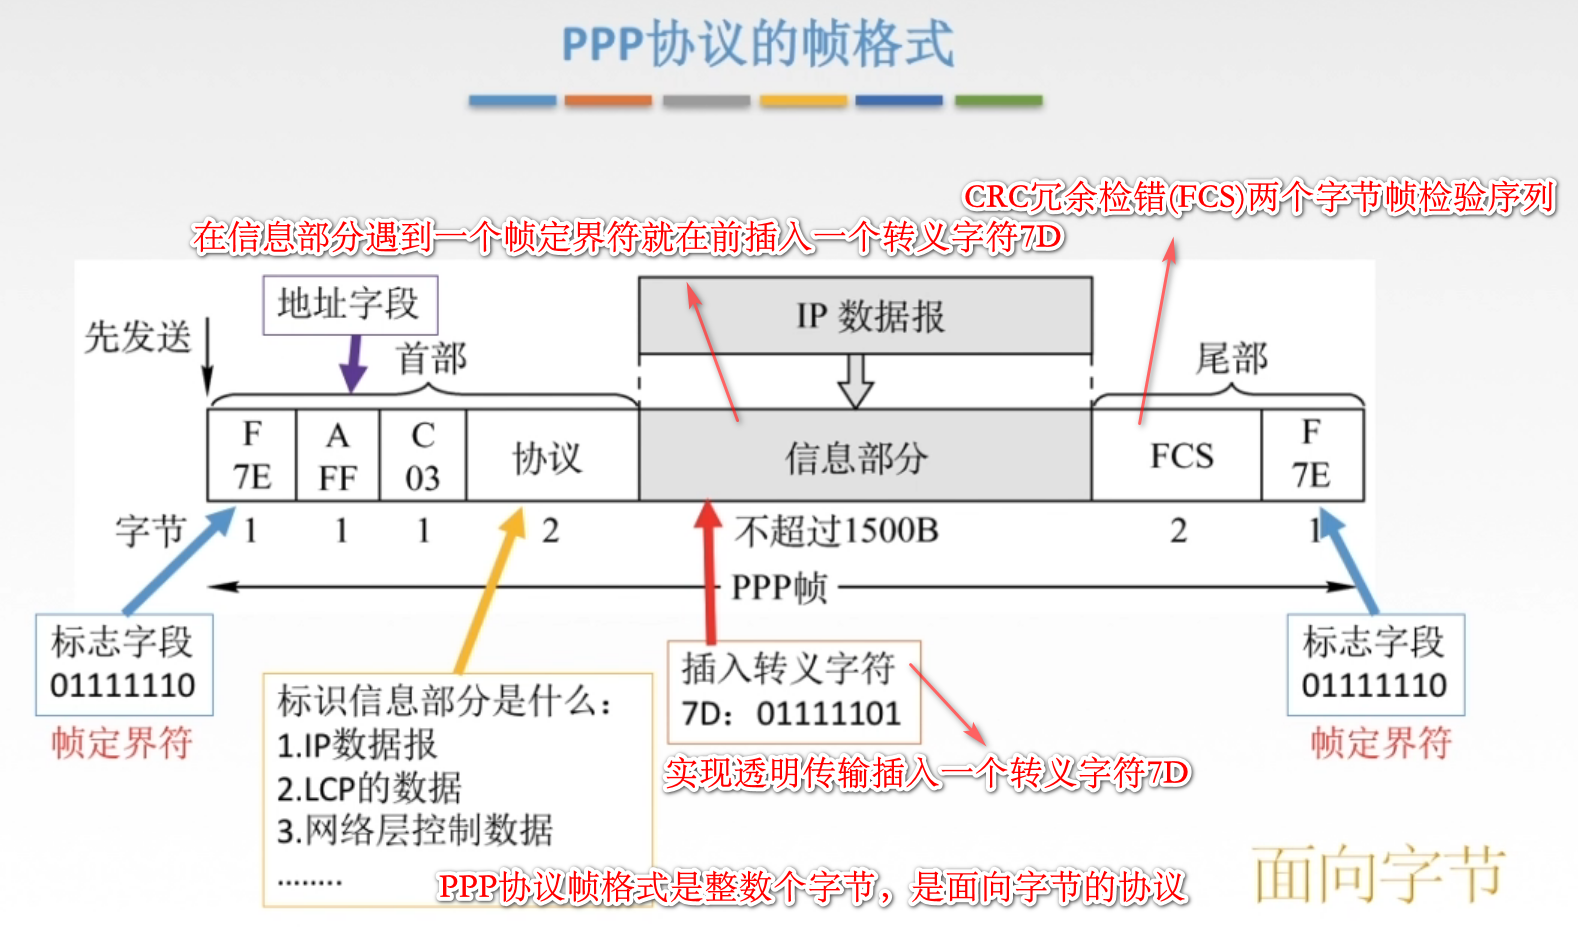 PPP协议的帧格式
CRC冗余检错(FCS)两个字节帧检验序列
在信息部分遇到一个帧定界符就在前插入一个转义字符7D
地址字段
IP 数据报
先发送
首部
尾部
F
7E
A
FF
C
03
协议
信息部分
FCS
F
7E
字节
1
1
1
2
不超过1500B
2
1
PPP帧
标志字段
01111110
帧定界符
标识信息部分是什么：
1.IP数据报
2.LCP的数据
3.网络层控制数据
........
插入转义字符
7D：01111101
实现透明传输插入一个转义字符7D
标志字段
01111110
帧定界符
PPP协议帧格式是整数个字节，是面向字节的协议
面向字节